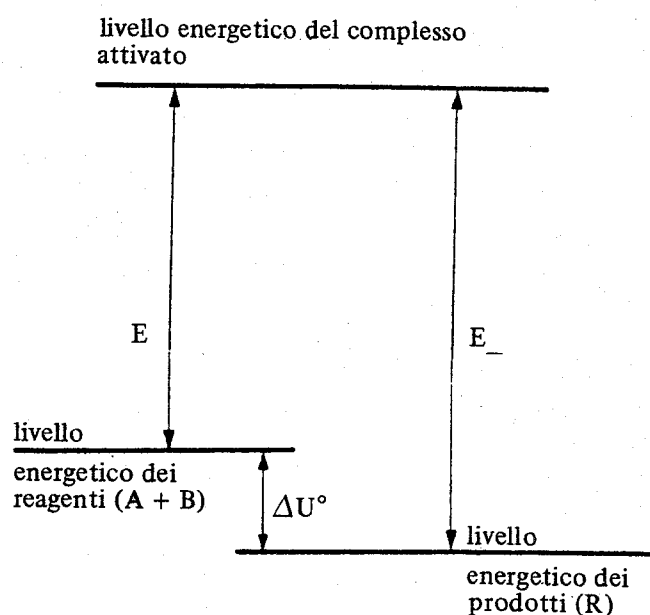 livello energetico del complesso
attivato
E
E_
livello
energetico dei
reagenti (A + B)
ΔU°
livello
energetico dei
prodotti (R)